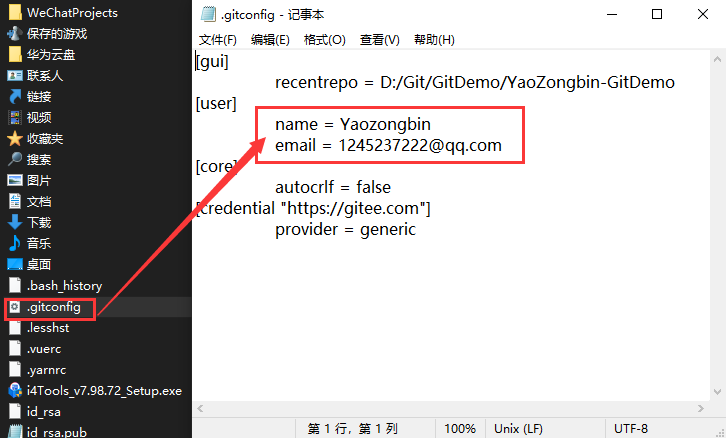 WeChatProjects
保存的游戏
华为云盘
联系人
链接
视频
收藏夹
搜索
图片
文档
下载
音乐
桌面
.bash_history
.gitconfig
.lesshst
.vuerc
.yarnrc
i4Tools_v7.98.72_Setup.exe
id_rsa
id_rsa.pub
.gitconfig - 记事本
文件(F) 编辑(E) 格式(O) 查看(V) 帮助(H)
[gui]
recentrepo = D:/Git/GitDemo/YaoZongbin-GitDemo
[user]
name = Yaozongbin
email = 1245237222@qq.com
[core]
autocrlf = false
[credential "https://gitee.com"]
provider = generic
第 1 行，第 1 列 100% Unix (LF) UTF-8